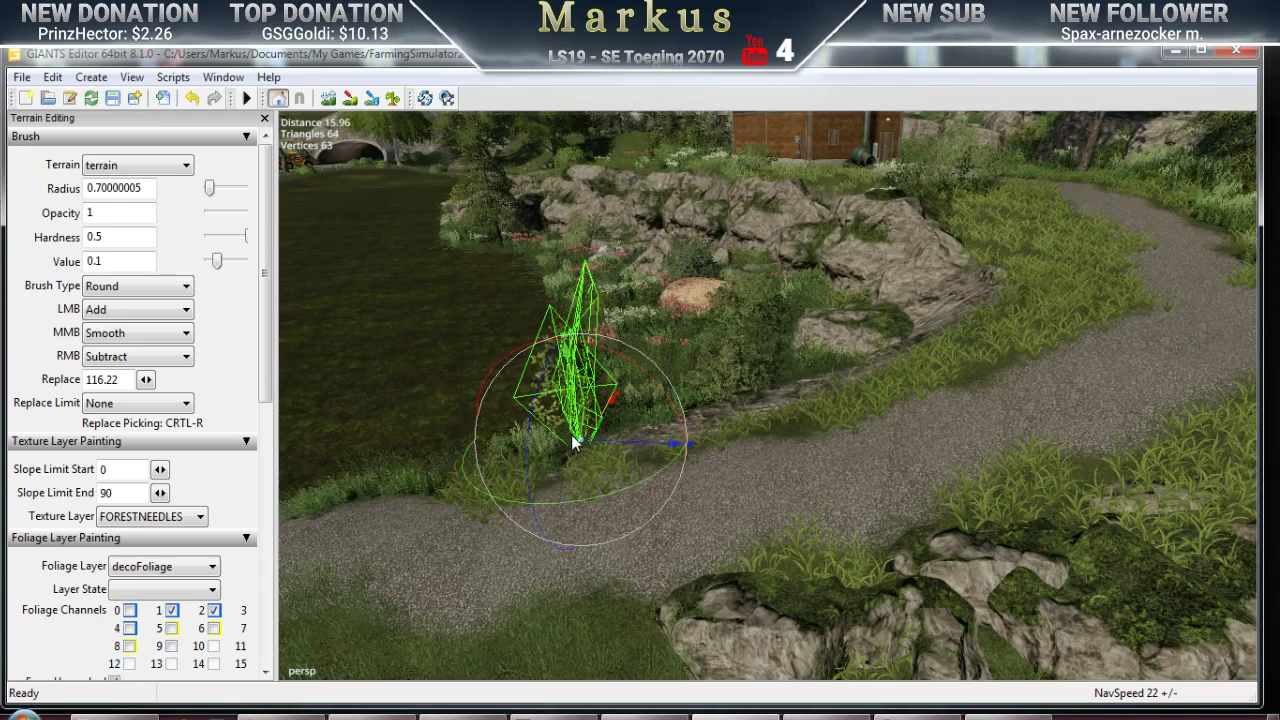 NEW DONATION
PrinzHector: $2.26
TOP DONATION
GSGGoldi: $10.13
Markus
LS19 - SE Toeging 2070
You Tube
4
NEW SUB
NEW FOLLOWER
Spax-arnezocker m.
GIANTS Editor 64bit 8.1.0 - C:/Users/Markus/Documents/My Games/FarmingSimulator2
File Edit Create View Scripts Window Help
Terrain Editing
Brush
Terrain terrain
Radius 0.70000005
Opacity 1
Hardness 0.5
Value 0.1
Brush Type Round
LMB Add
MMB Smooth
RMB Subtract
Replace 116.22
Replace Limit None
Replace Picking: CRTL-R
Texture Layer Painting
Slope Limit Start 0
Slope Limit End 90
Texture Layer FORESTNEEDLES
Foliage Layer Painting
Foliage Layer decoFoliage
Layer State
Foliage Channels 0 1 2 3
4 5 6 7
8 9 10 11
12 13 14 15
Distance 15.96
Triangles 64
Vertices 63
persp
Ready
NavSpeed 22 +/-